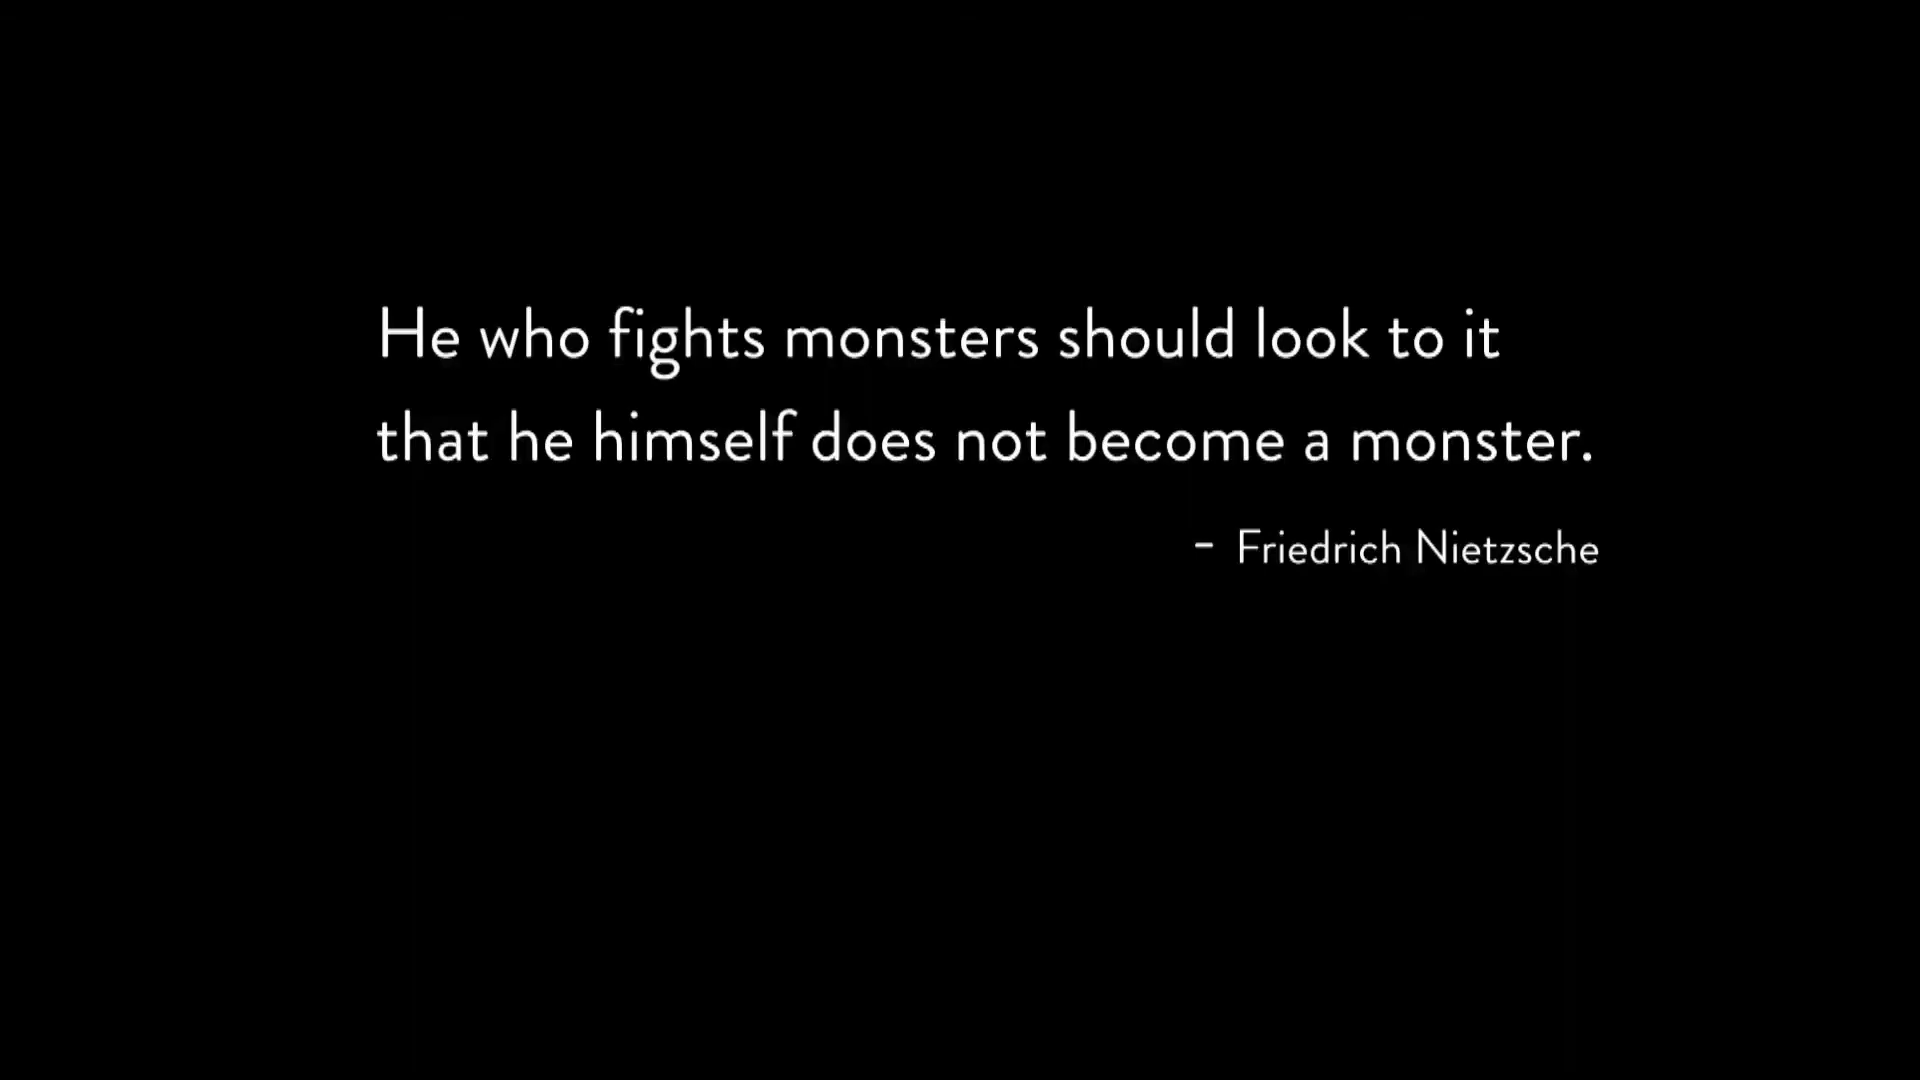 He who fights monsters should look to it
that he himself does not become a monster.
- Friedrich Nietzsche